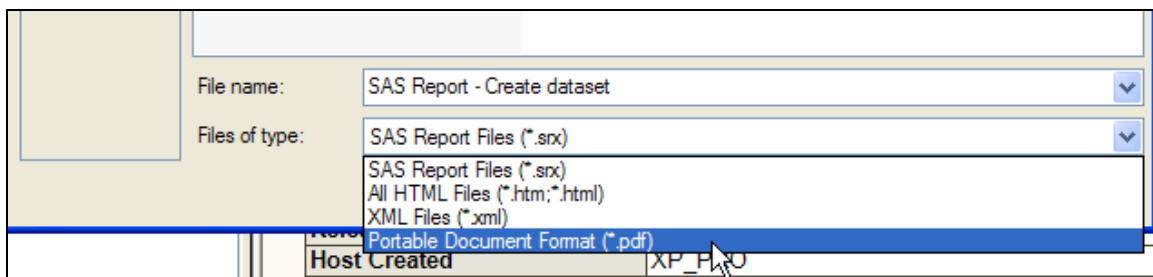 File name: SAS Report - Create dataset
Files of type: SAS Report Files (*.srx)
SAS Report Files (*.srx)
All HTML Files (*.htm;*.html)
XML Files (*.xml)
Portable Document Format (*.pdf)
Host Created